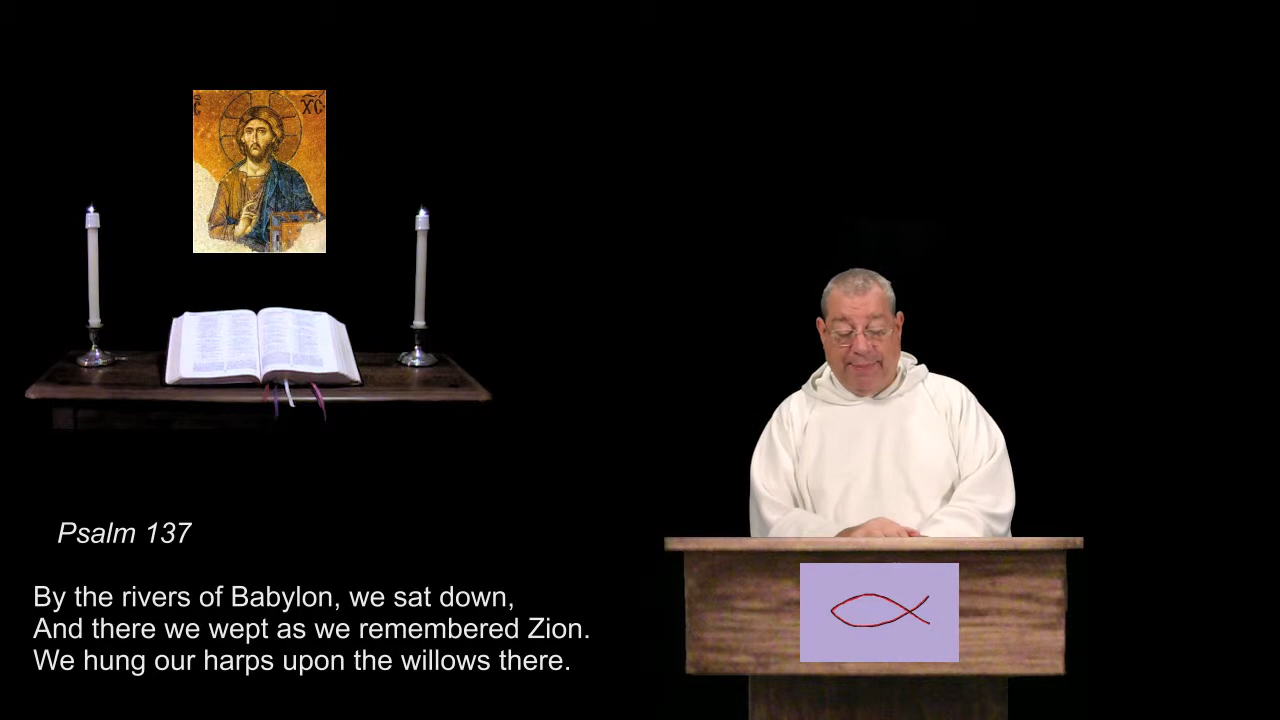 C
XC
Psalm 137
By the rivers of Babylon, we sat down,
And there we wept as we remembered Zion.
We hung our harps upon the willows there.